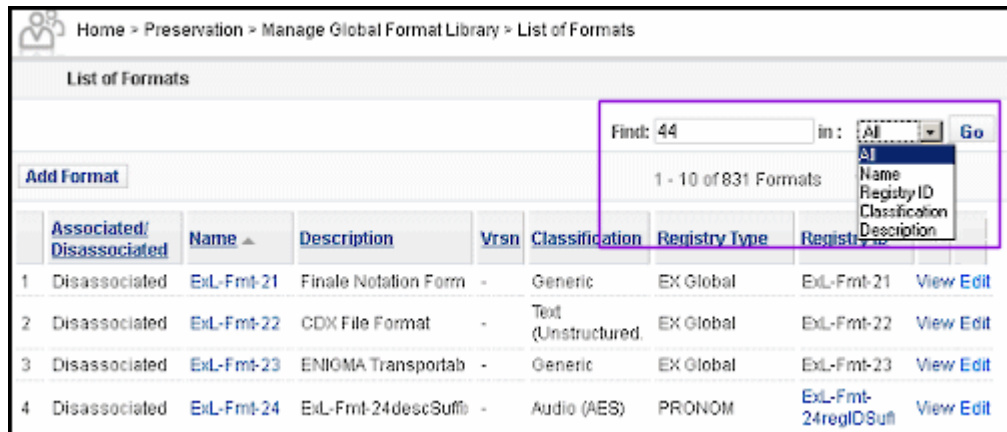 Home > Preservation > Manage Global Format Library > List of Formats
List of Formats
Find: 44 in: All Go
All
Name
Registry ID
Classification
Description
Add Format 1 - 10 of 831 Formats
Associated/ Disassociated Name Description Vrsn Classification Registry Type
1 Disassociated ExL-Fmt-21 Finale Notation Form - Generic EX Global ExL-Fmt-21 View Edit
2 Disassociated ExL-Fmt-22 CDX File Format - Text (Unstructured. EX Global ExL-Fmt-22 View Edit
3 Disassociated ExL-Fmt-23 ENIGMA Transportab - Generic EX Global ExL-Fmt-23 View Edit
4 Disassociated ExL-Fmt-24 ExL-Fmt-24descSuffi - Audio (AES) PRONOM ExL-Fmt-24regIDSufi View Edit